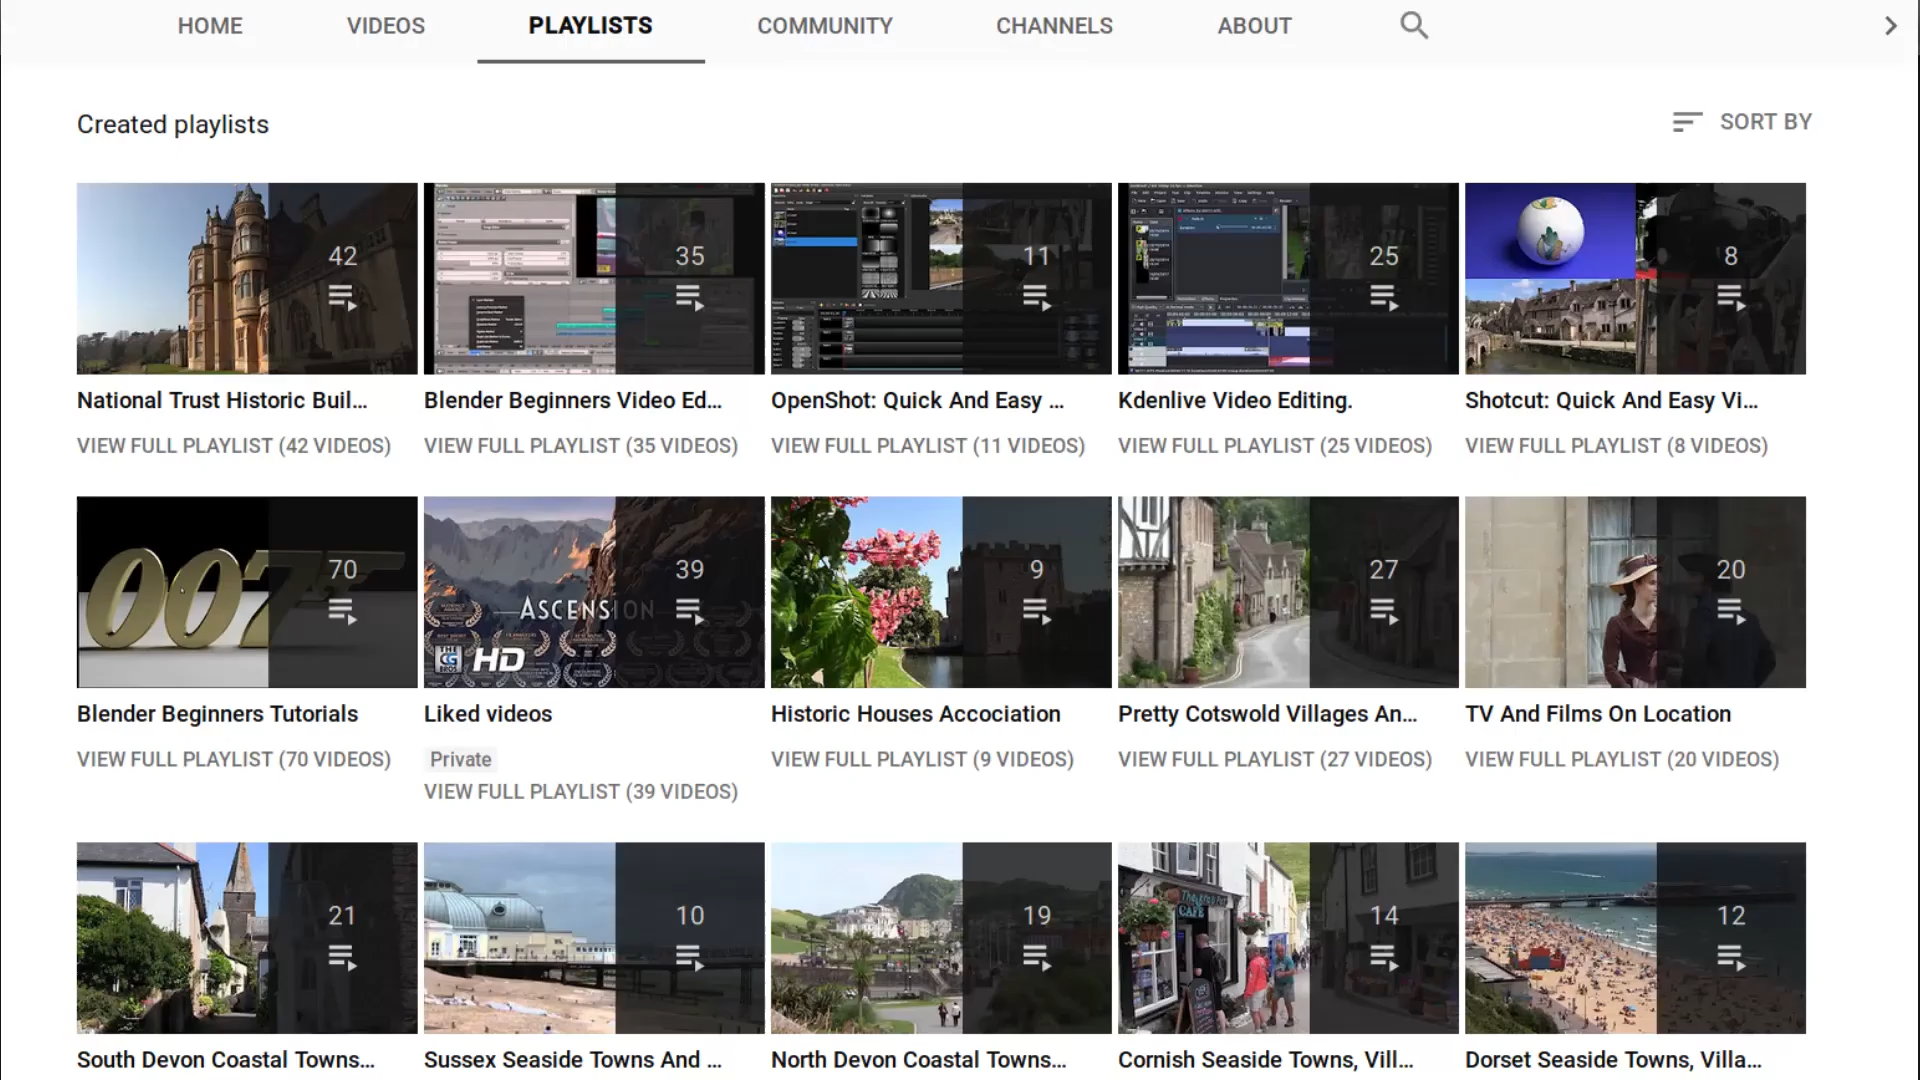 HOME VIDEOS PLAYLISTS COMMUNITY CHANNELS ABOUT
Created playlists
SORT BY
42
35
11
25
8
National Trust Historic Buil...
Blender Beginners Video Ed...
OpenShot: Quick And Easy ...
Kdenlive Video Editing.
Shotcut: Quick And Easy Vi...
VIEW FULL PLAYLIST (42 VIDEOS)
VIEW FULL PLAYLIST (35 VIDEOS)
VIEW FULL PLAYLIST (11 VIDEOS)
VIEW FULL PLAYLIST (25 VIDEOS)
VIEW FULL PLAYLIST (8 VIDEOS)
007
70
ASCENSION
THE CG BROS
HD
39
9
27
20
Blender Beginners Tutorials
Liked videos
Historic Houses Accociation
Pretty Cotswold Villages An...
TV And Films On Location
VIEW FULL PLAYLIST (70 VIDEOS)
Private
VIEW FULL PLAYLIST (9 VIDEOS)
VIEW FULL PLAYLIST (27 VIDEOS)
VIEW FULL PLAYLIST (20 VIDEOS)
VIEW FULL PLAYLIST (39 VIDEOS)
21
10
19
CAFE
14
12
South Devon Coastal Towns...
Sussex Seaside Towns And ...
North Devon Coastal Towns...
Cornish Seaside Towns, Vill...
Dorset Seaside Towns, Villa...